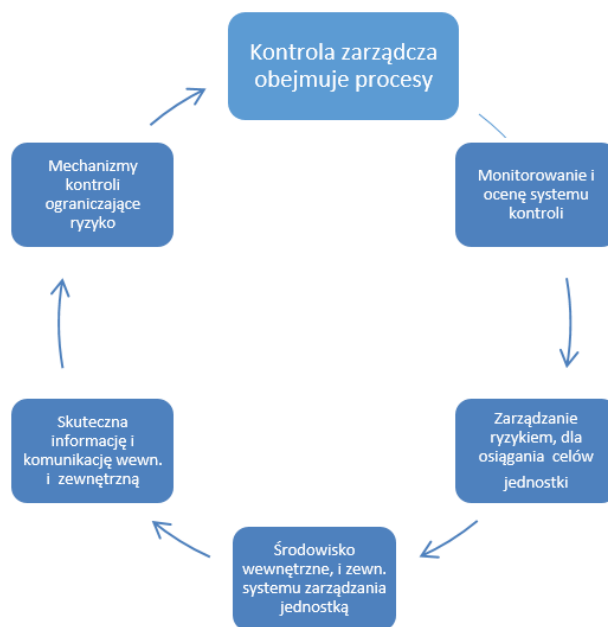 Kontrola zarządcza
obejmuje procesy
Monitorowanie i
ocenę systemu
kontroli
Zarządzanie
ryzykiem, dla
osiągania celów
jednostki
Środowisko
wewnętrzne, i zewn.
systemu zarządzania
jednostką
Skuteczna
informację i
komunikację wewn.
i zewnętrzną
Mechanizmy
kontroli
ograniczające
ryzyko